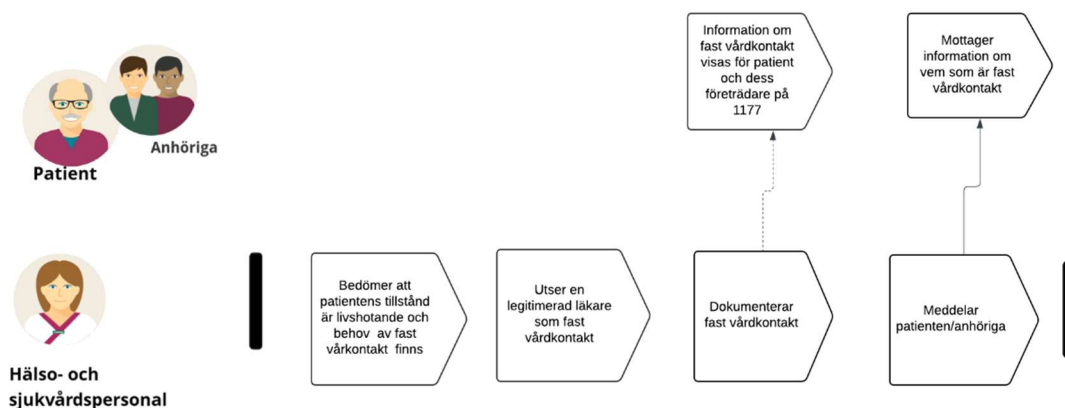 Information om
fast vårdkontakt
visas för patient
och dess
företrädare på
1177
Mottager
information om
vem som är fast
vårdkontakt
Anhöriga
Patient
Bedömer att
patientens tillstånd
är livshotande och
behov av fast
vårkontakt finns
Utser en
legitimerad läkare
som fast
vårdkontakt
Dokumenterar
fast vårdkontakt
Meddelar
patienten/anhöriga
Hälso- och
sjukvårdspersonal